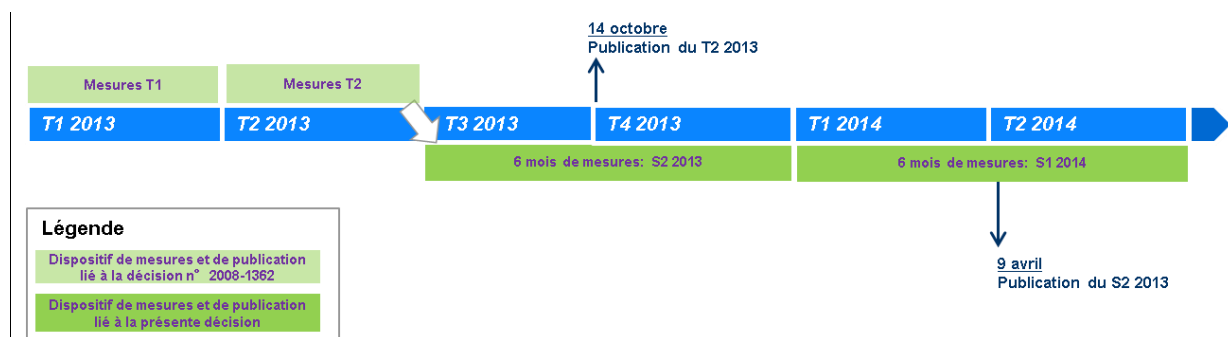 14 octobre
Publication du T2 2013
Mesures T1
Mesures T2
T1 2013
T2 2013
T3 2013
T4 2013
T1 2014
T2 2014
6 mois de mesures: S2 2013
6 mois de mesures: S1 2014
9 avril
Publication du S2 2013
Légende
Dispositif de mesures et de publication
lié à la décision n° 2008-1362
Dispositif de mesures et de publication
lié à la présente décision